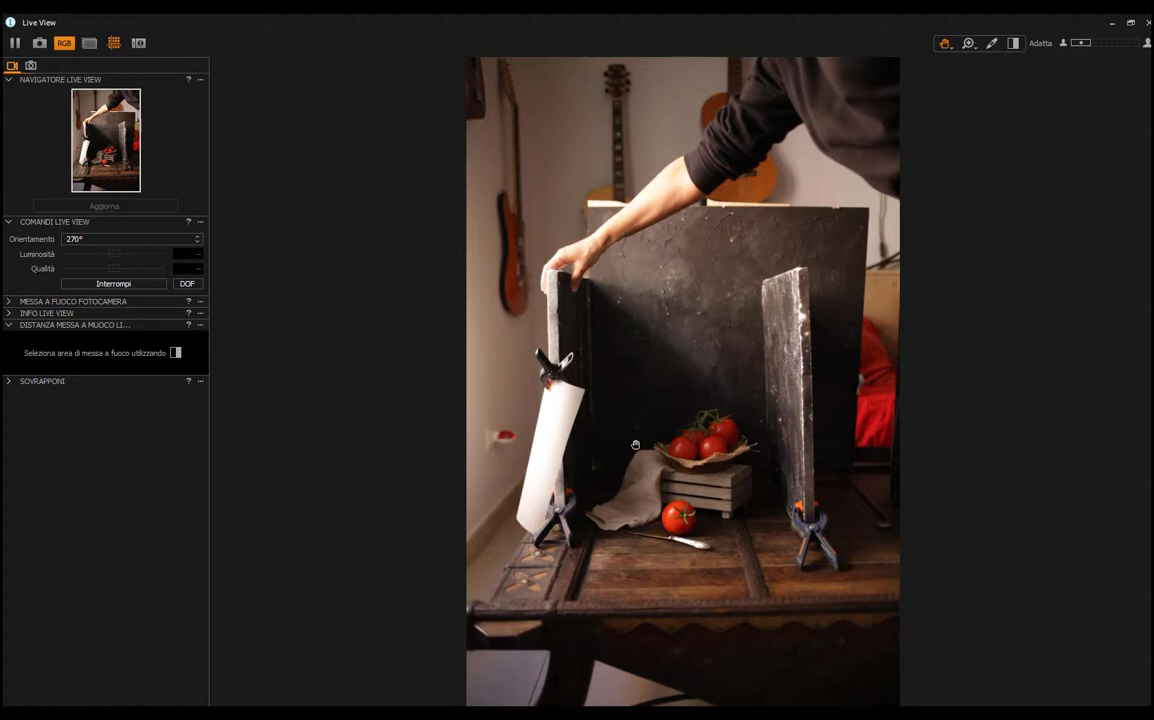 Live View
RGB
Adatta
NAVIGATORE LIVE VIEW ? ...
Aggiorna
COMANDI LIVE VIEW ? ...
Orientamento 270°
Luminosità --
Qualità --
Interrompi DOF
MESSA A FUOCO FOTOCAMERA ? ...
INFO LIVE VIEW ? ...
DISTANZA MESSA A MUOCO LI... ? ...
Seleziona area di messa a fuoco utilizzando
SOVRAPPONI ? ...